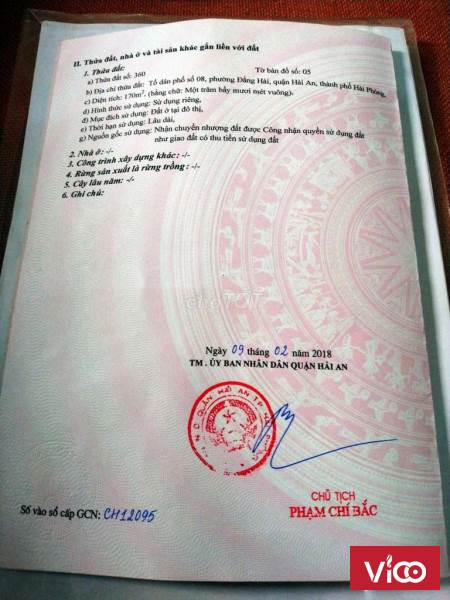 II. Thửa đất, nhà ở và tài sản khác gắn liền với đất
1. Thửa đất:
a) Thửa đất số: 360 Tờ bản đồ số: 05
b) Địa chỉ thửa đất: Tổ dân phố số 08, phường Đằng Hải, quận Hải An, thành phố Hải Phòng,
c) Diện tích: 170m², (bằng chữ: Một trăm bẩy mươi mét vuông).
d) Hình thức sử dụng: Sử dụng riêng,
đ) Mục đích sử dụng: Đất ở tại đô thị,
e) Thời hạn sử dụng: Lâu dài,
g) Nguồn gốc sử dụng: Nhận chuyển nhượng đất được Công nhận quyền sử dụng đất
như giao đất có thu tiền sử dụng đất
2. Nhà ở: -/-
3. Công trình xây dựng khác: -/-
4. Rừng sản xuất là rừng trồng: -/-
5. Cây lâu năm: -/-
6. Ghi chú:
Ngày 09 tháng 02 năm 2018
TM . ỦY BAN NHÂN DÂN QUẬN HẢI AN
CHỦ TỊCH
PHẠM CHÍ BẮC
Số vào sổ cấp GCN: CH12095
VICO